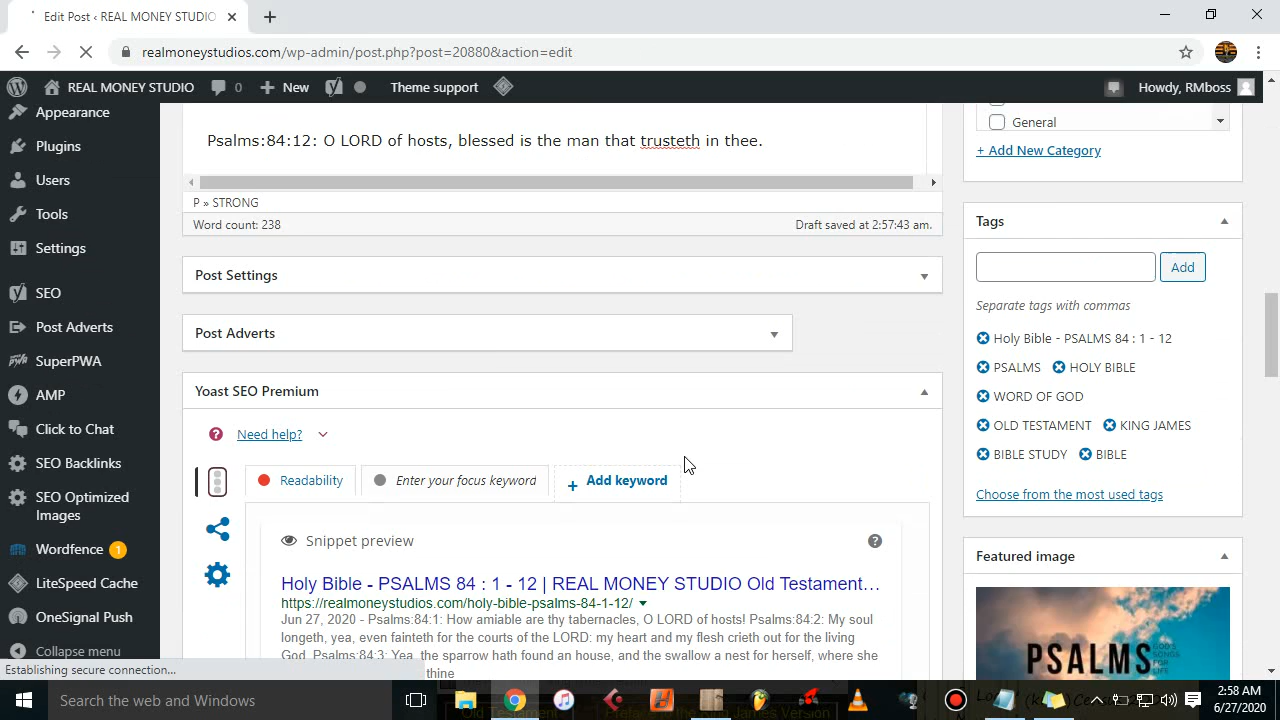 Edit Post ‹ REAL MONEY STUDIO
realmoneystudios.com/wp-admin/post.php?post=20880&action=edit
REAL MONEY STUDIO 0 New Theme support Howdy, RMboss
Appearance
Plugins
Users
Tools
Settings
SEO
Post Adverts
SuperPWA
AMP
Click to Chat
SEO Backlinks
SEO Optimized
Images
Wordfence 1
LiteSpeed Cache
OneSignal Push
Collapse menu
Establishing secure connection...
Psalms:84:12: O LORD of hosts, blessed is the man that trusteth in thee.
P » STRONG
Word count: 238 Draft saved at 2:57:43 am.
Post Settings
Post Adverts
Yoast SEO Premium
Need help?
Readability Enter your focus keyword + Add keyword
Snippet preview
Holy Bible - PSALMS 84 : 1 - 12 | REAL MONEY STUDIO Old Testament...
https://realmoneystudios.com/holy-bible-psalms-84-1-12/
Jun 27, 2020 - Psalms:84:1: How amiable are thy tabernacles, O LORD of hosts! Psalms:84:2: My soul
longeth, yea, even fainteth for the courts of the LORD: my heart and my flesh crieth out for the living
God. Psalms:84:3: Yea, the sparrow hath found an house, and the swallow a nest for herself, where she
thine
General
+ Add New Category
Tags
Add
Separate tags with commas
Holy Bible - PSALMS 84 : 1 - 12
PSALMS HOLY BIBLE
WORD OF GOD
OLD TESTAMENT KING JAMES
BIBLE STUDY BIBLE
Choose from the most used tags
Featured image
PSALMS
GOD'S
SONGS
FOR
LIFE
Search the web and Windows
2:58 AM
6/27/2020